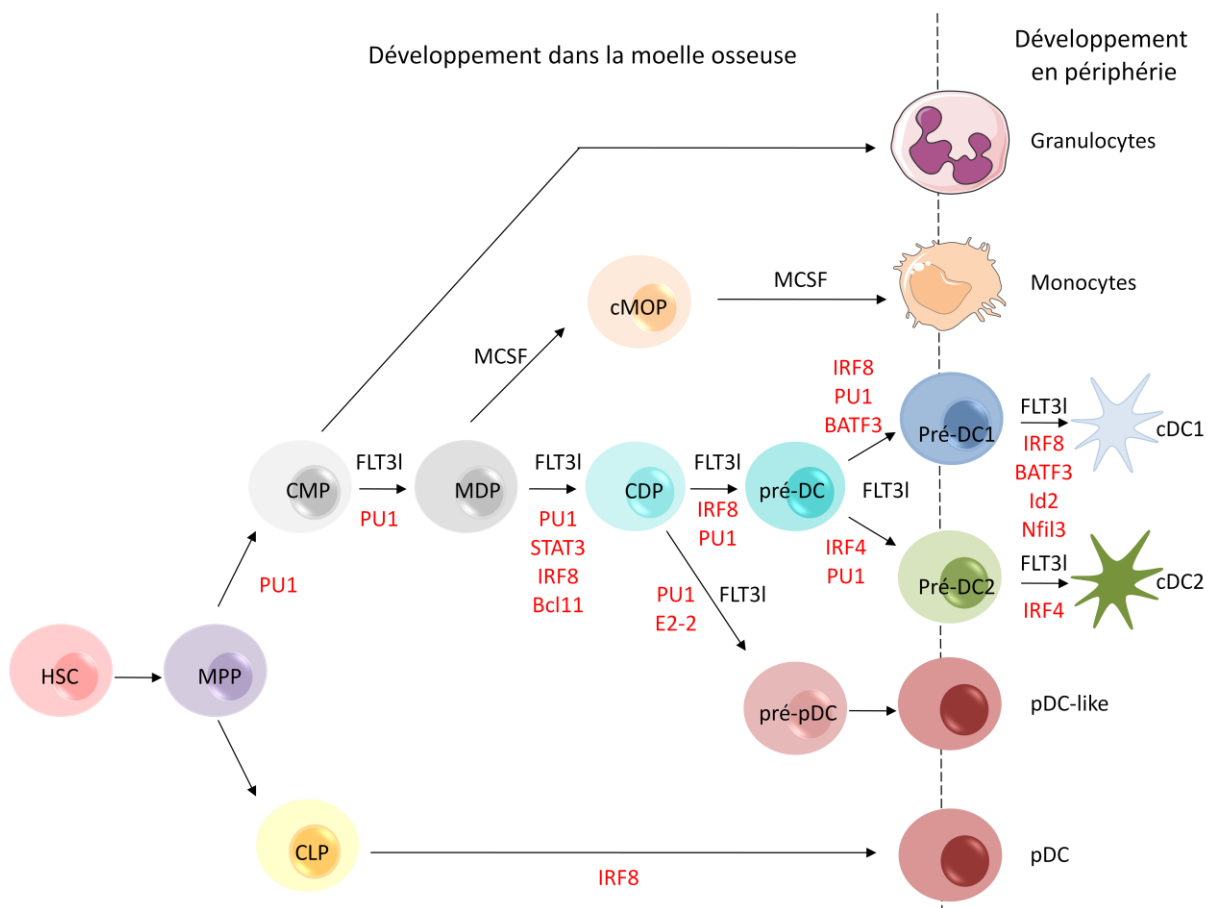 Développement dans la moelle osseuse
Développement
en périphérie
Granulocytes
cMOP
MCSF
Monocytes
MCSF
IRF8
PU1
BATF3
Pré-DC1
FLT3l
cDC1
IRF8
BATF3
Id2
Nfil3
CMP
FLT3l
PU1
MDP
FLT3l
PU1
STAT3
IRF8
Bcl11
CDP
FLT3l
IRF8
PU1
pré-DC
FLT3l
IRF4
PU1
Pré-DC2
FLT3l
cDC2
IRF4
PU1
PU1
E2-2
FLT3l
HSC
MPP
pré-pDC
pDC-like
CLP
IRF8
pDC